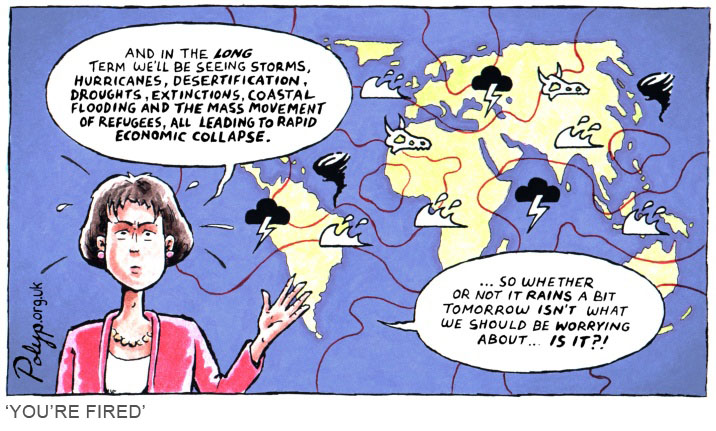 AND IN THE LONG
TERM WE'LL BE SEEING STORMS,
HURRICANES, DESERTIFICATION,
DROUGHTS, EXTINCTIONS, COASTAL
FLOODING AND THE MASS MOVEMENT
OF REFUGEES, ALL LEADING TO RAPID
ECONOMIC COLLAPSE.
... SO WHETHER
OR NOT IT RAINS A BIT
TOMORROW ISN'T WHAT
WE SHOULD BE WORRYING
ABOUT... IS IT?!
Polyp.org.uk
'YOU'RE FIRED'